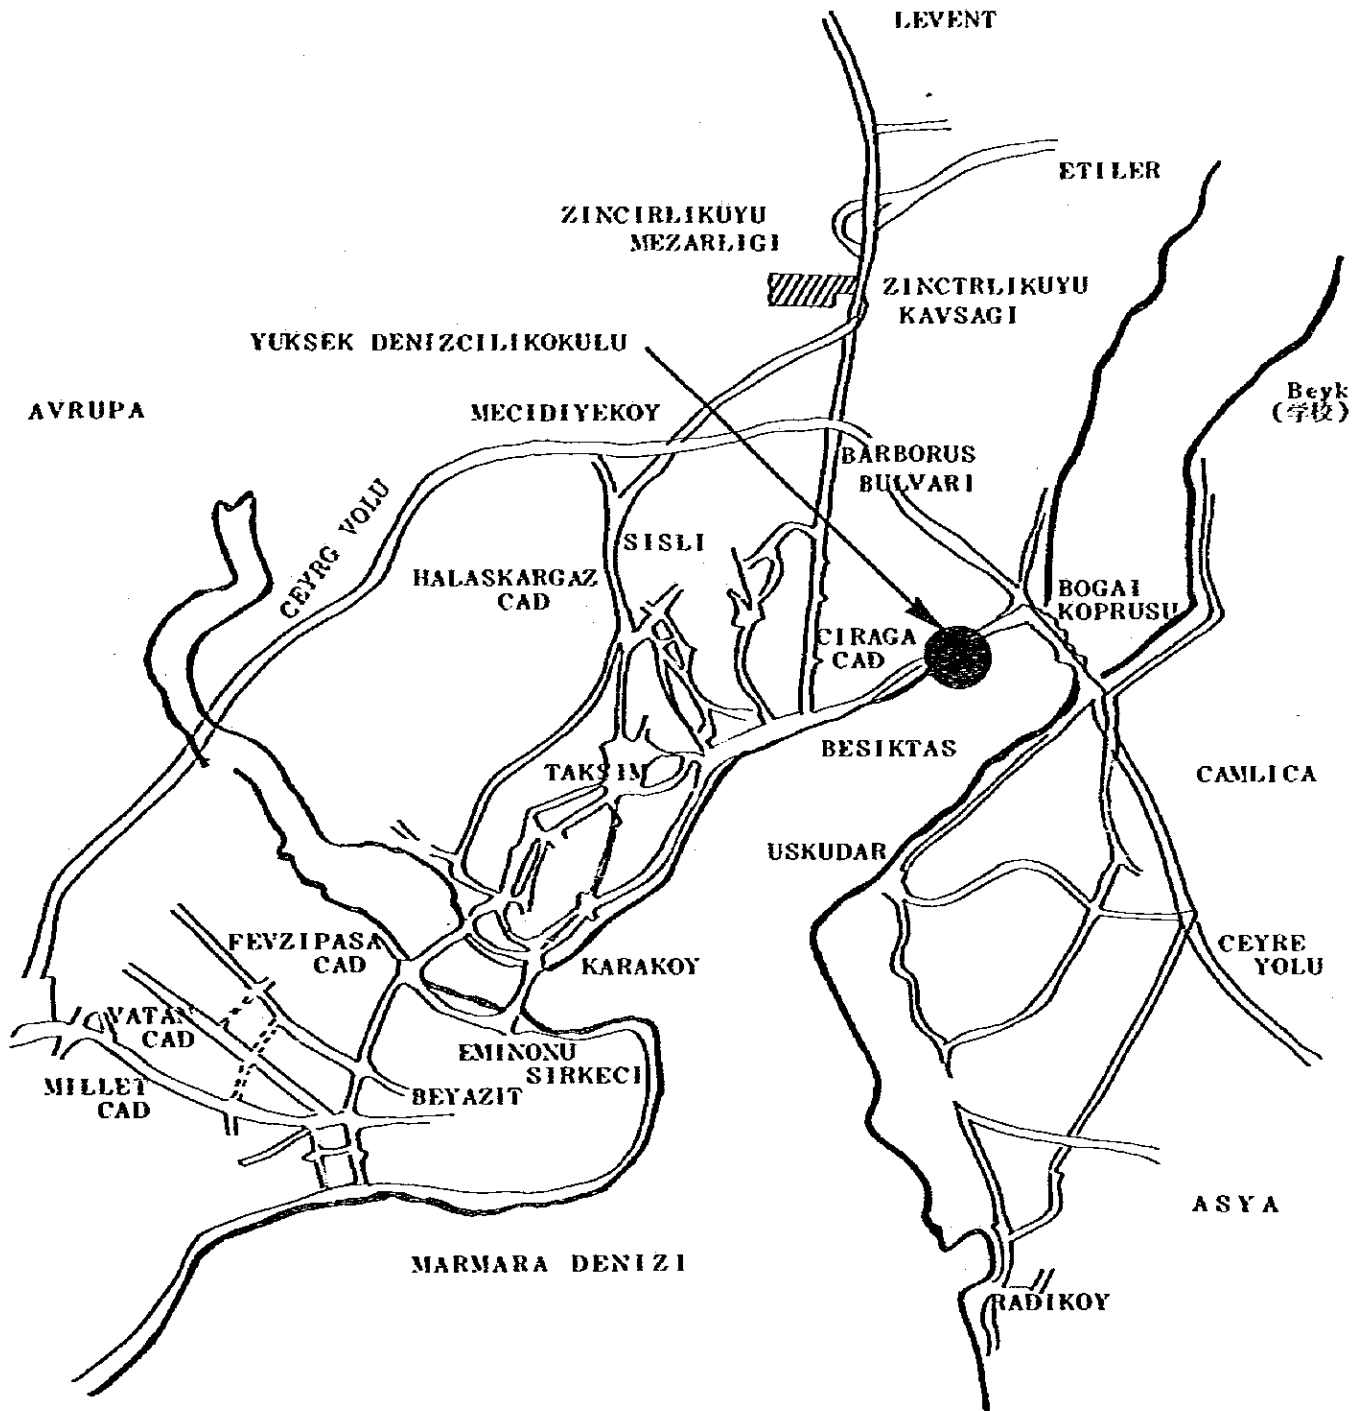 LEVENT
ETILER
ZINCIRLIKUYU
MEZARLIGI
ZINCTRLIKUYU
KAVSAGI
YUKSEK DENIZCILIKOKULU
AVRUPA
MECIDIYEKOY
Beyk
(学校)
BARBORUS
BULVARI
CEYRG VOLU
SISLI
HALASKARGAZ
CAD
BOGAI
KOPRUSU
CIRAGA
CAD
BESIKTAS
TAKSIM
CAMLICA
USKUDAR
FEVZIPASA
CAD
KARAKOY
CEYRE
YOLU
VATAN
CAD
EMINONU
SIRKECI
MILLET
CAD
BEYAZIT
ASYA
MARMARA DENIZI
RADIKOY